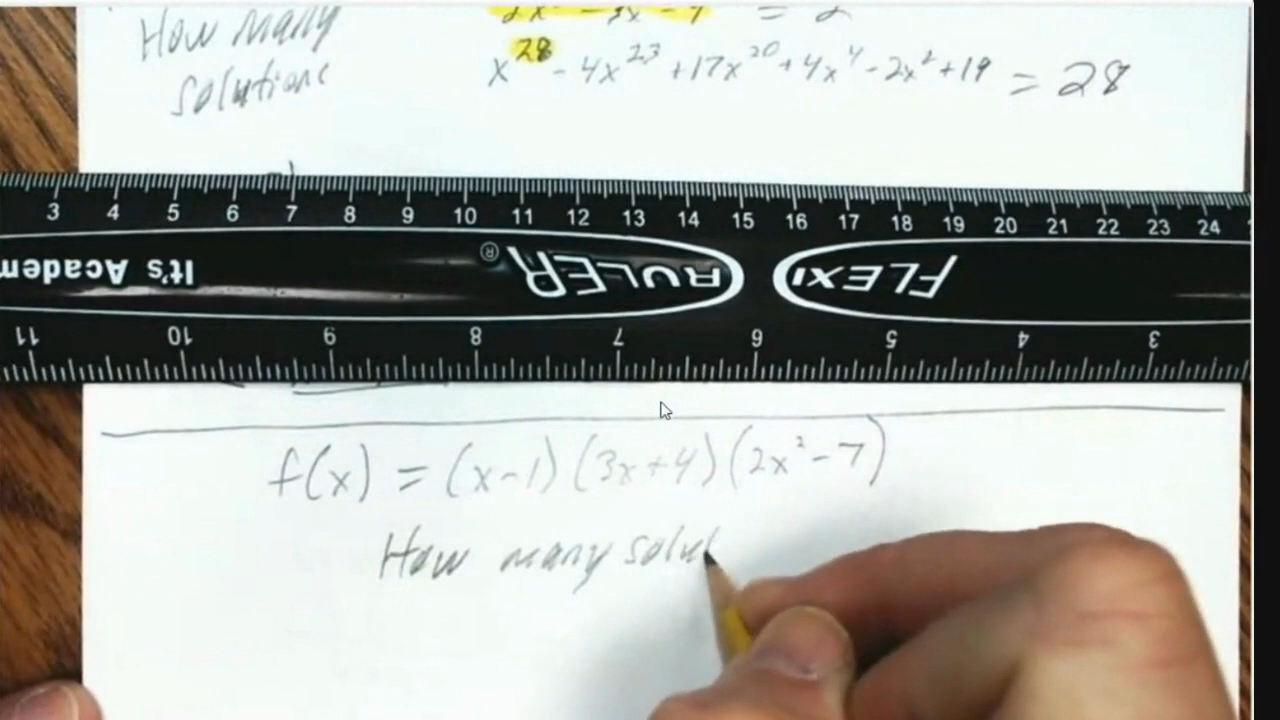 How many
solutions
= 2
x^28 - 4x^23 + 17x^20 + 4x^4 - 2x^2 + 19 = 28
3 4 5 6 7 8 9 10 11 12 13 14 15 16 17 18 19 20 21 22 23 24
It's Academ RULER® FLEXI
11 10 9 8 7 6 5 4 3
f(x) = (x-1)(3x+4)(2x²-7)
How many solut